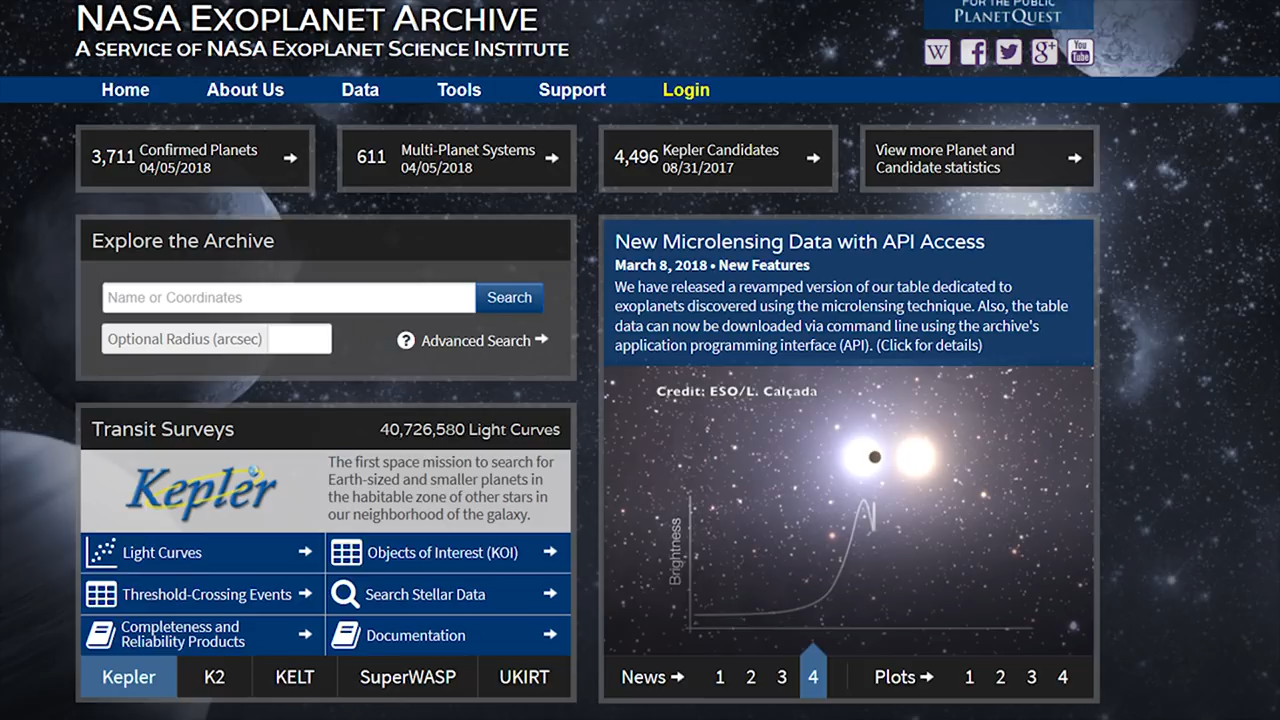 NASA EXOPLANET ARCHIVE
A SERVICE OF NASA EXOPLANET SCIENCE INSTITUTE
FOR THE PUBLIC
PLANETQUEST
W f g+ You Tube
Home About Us Data Tools Support Login
3,711 Confirmed Planets
04/05/2018
611 Multi-Planet Systems
04/05/2018
4,496 Kepler Candidates
08/31/2017
View more Planet and
Candidate statistics
Explore the Archive
Name or Coordinates Search
Optional Radius (arcsec) ? Advanced Search
Transit Surveys 40,726,580 Light Curves
Kepler
The first space mission to search for
Earth-sized and smaller planets in
the habitable zone of other stars in
our neighborhood of the galaxy.
Light Curves Objects of Interest (KOI)
Threshold-Crossing Events Search Stellar Data
Completeness and
Reliability Products Documentation
Kepler K2 KELT SuperWASP UKIRT
New Microlensing Data with API Access
March 8, 2018 • New Features
We have released a revamped version of our table dedicated to
exoplanets discovered using the microlensing technique. Also, the table
data can now be downloaded via command line using the archive's
application programming interface (API). (Click for details)
Credit: ESO/L. Calçada
Brightness
News 1 2 3 4 Plots 1 2 3 4